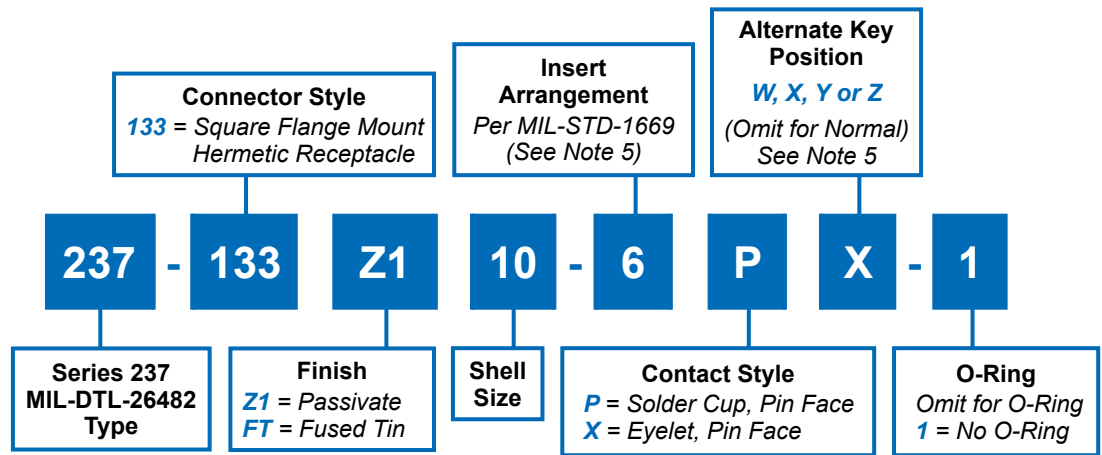 Connector Style
133 = Square Flange Mount
Hermetic Receptacle
Insert
Arrangement
Per MIL-STD-1669
(See Note 5)
Alternate Key
Position
W, X, Y or Z
(Omit for Normal)
See Note 5
237 - 133 Z1 10 - 6 P X - 1
Series 237
MIL-DTL-26482
Type
Finish
Z1 = Passivate
FT = Fused Tin
Shell
Size
Contact Style
P = Solder Cup, Pin Face
X = Eyelet, Pin Face
O-Ring
Omit for O-Ring
1 = No O-Ring